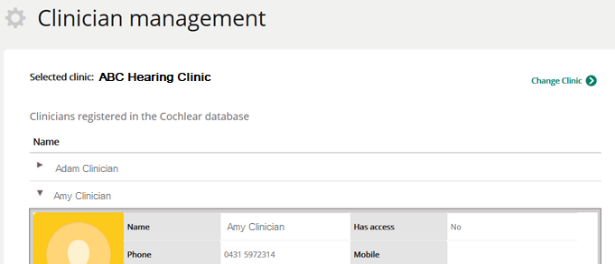 Clinician management
Selected clinic: ABC Hearing Clinic
Change Clinic
Clinicians registered in the Cochlear database
Name
Adam Clinician
Amy Clinician
Name Amy Clinician Has access No
Phone 0431 5972314 Mobile